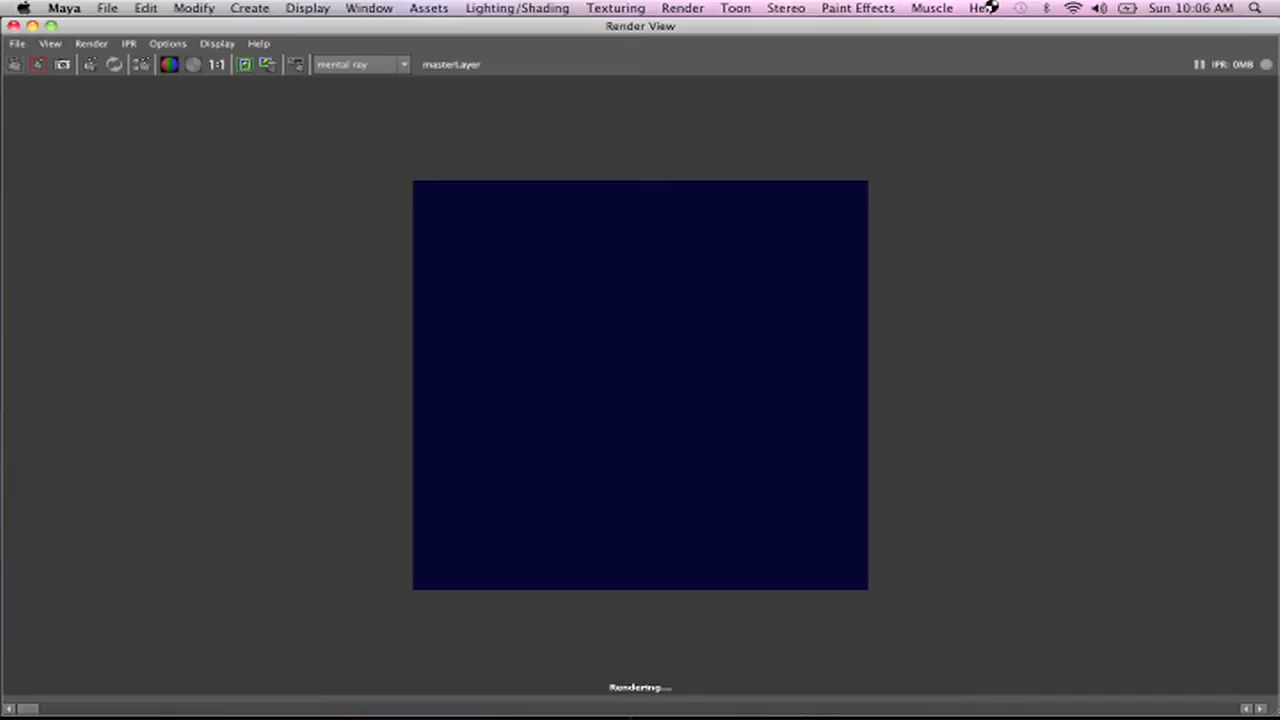 Maya File Edit Modify Create Display Window Assets Lighting/Shading Texturing Render Toon Stereo Paint Effects Muscle Sun 10:06 AM
Render View
File View Render IPR Options Display Help
1:1 mental ray masterLayer IPR: 0MB
Rendering...